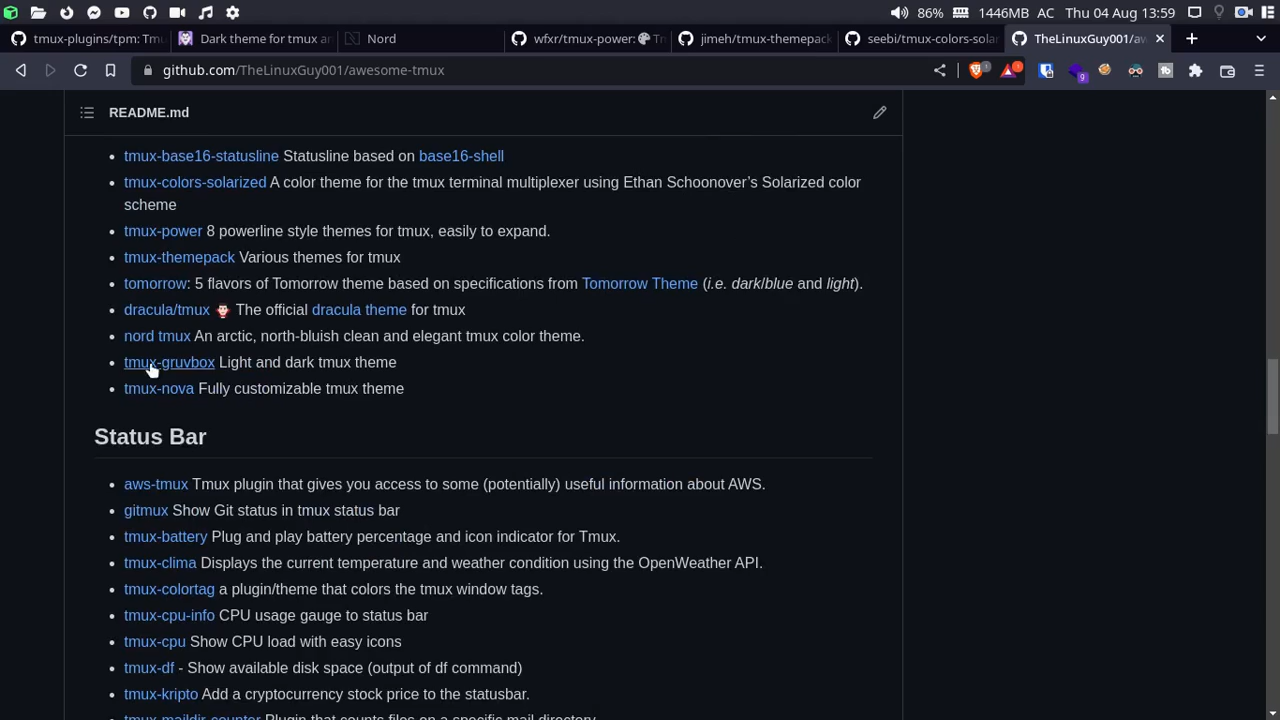 86% 1446MB AC Thu 04 Aug 13:59
tmux-plugins/tpm: Tmu Dark theme for tmux an Nord wfxr/tmux-power: 🎨 Tm jimeh/tmux-themepack seebi/tmux-colors-solar TheLinuxGuy001/aw
github.com/TheLinuxGuy001/awesome-tmux
9
README.md
tmux-base16-statusline Statusline based on base16-shell
tmux-colors-solarized A color theme for the tmux terminal multiplexer using Ethan Schoonover’s Solarized color
scheme
tmux-power 8 powerline style themes for tmux, easily to expand.
tmux-themepack Various themes for tmux
tomorrow: 5 flavors of Tomorrow theme based on specifications from Tomorrow Theme (i.e. dark/blue and light).
dracula/tmux 🧛🏻‍♂️ The official dracula theme for tmux
nord tmux An arctic, north-bluish clean and elegant tmux color theme.
tmux-gruvbox Light and dark tmux theme
tmux-nova Fully customizable tmux theme
Status Bar
aws-tmux Tmux plugin that gives you access to some (potentially) useful information about AWS.
gitmux Show Git status in tmux status bar
tmux-battery Plug and play battery percentage and icon indicator for Tmux.
tmux-clima Displays the current temperature and weather condition using the OpenWeather API.
tmux-colortag a plugin/theme that colors the tmux window tags.
tmux-cpu-info CPU usage gauge to status bar
tmux-cpu Show CPU load with easy icons
tmux-df - Show available disk space (output of df command)
tmux-kripto Add a cryptocurrency stock price to the statusbar.
tmux-maildir-counter Plugin that counts files on a specific mail directory.